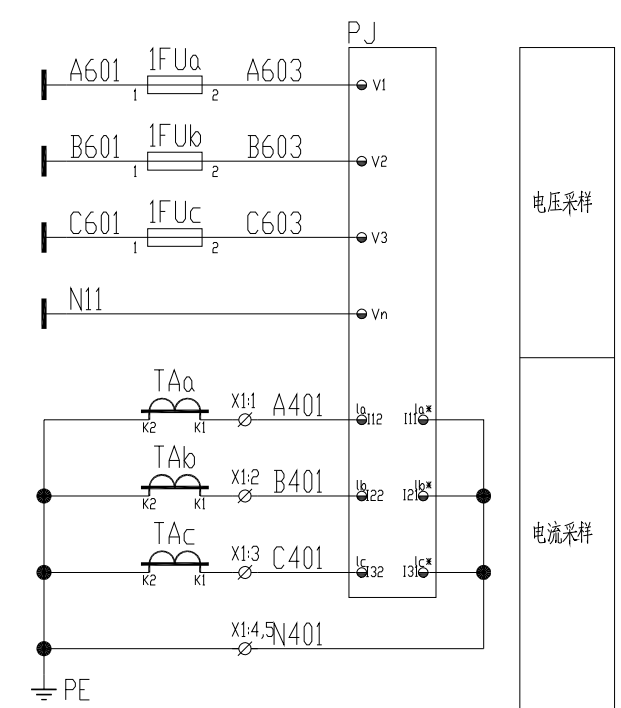 PJ
A601 1FUa A603
1 2 V1
B601 1FUb B603
1 2 V2
C601 1FUc C603
1 2 V3
电压采样
N11
Vn
TAa
X1:1 A401 Ia Ia*
K2 K1 I12 I11
TAb
X1:2 B401 Ib Ib*
K2 K1 I22 I21
TAc
X1:3 C401 Ic Ic*
K2 K1 I32 I31
电流采样
X1:4,5 N401
PE